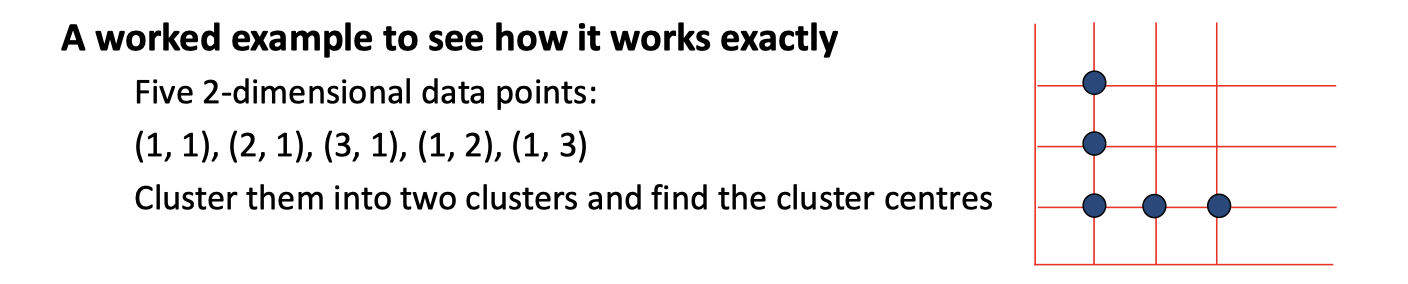 A worked example to see how it works exactly
Five 2-dimensional data points:
(1, 1), (2, 1), (3, 1), (1, 2), (1, 3)
Cluster them into two clusters and find the cluster centres